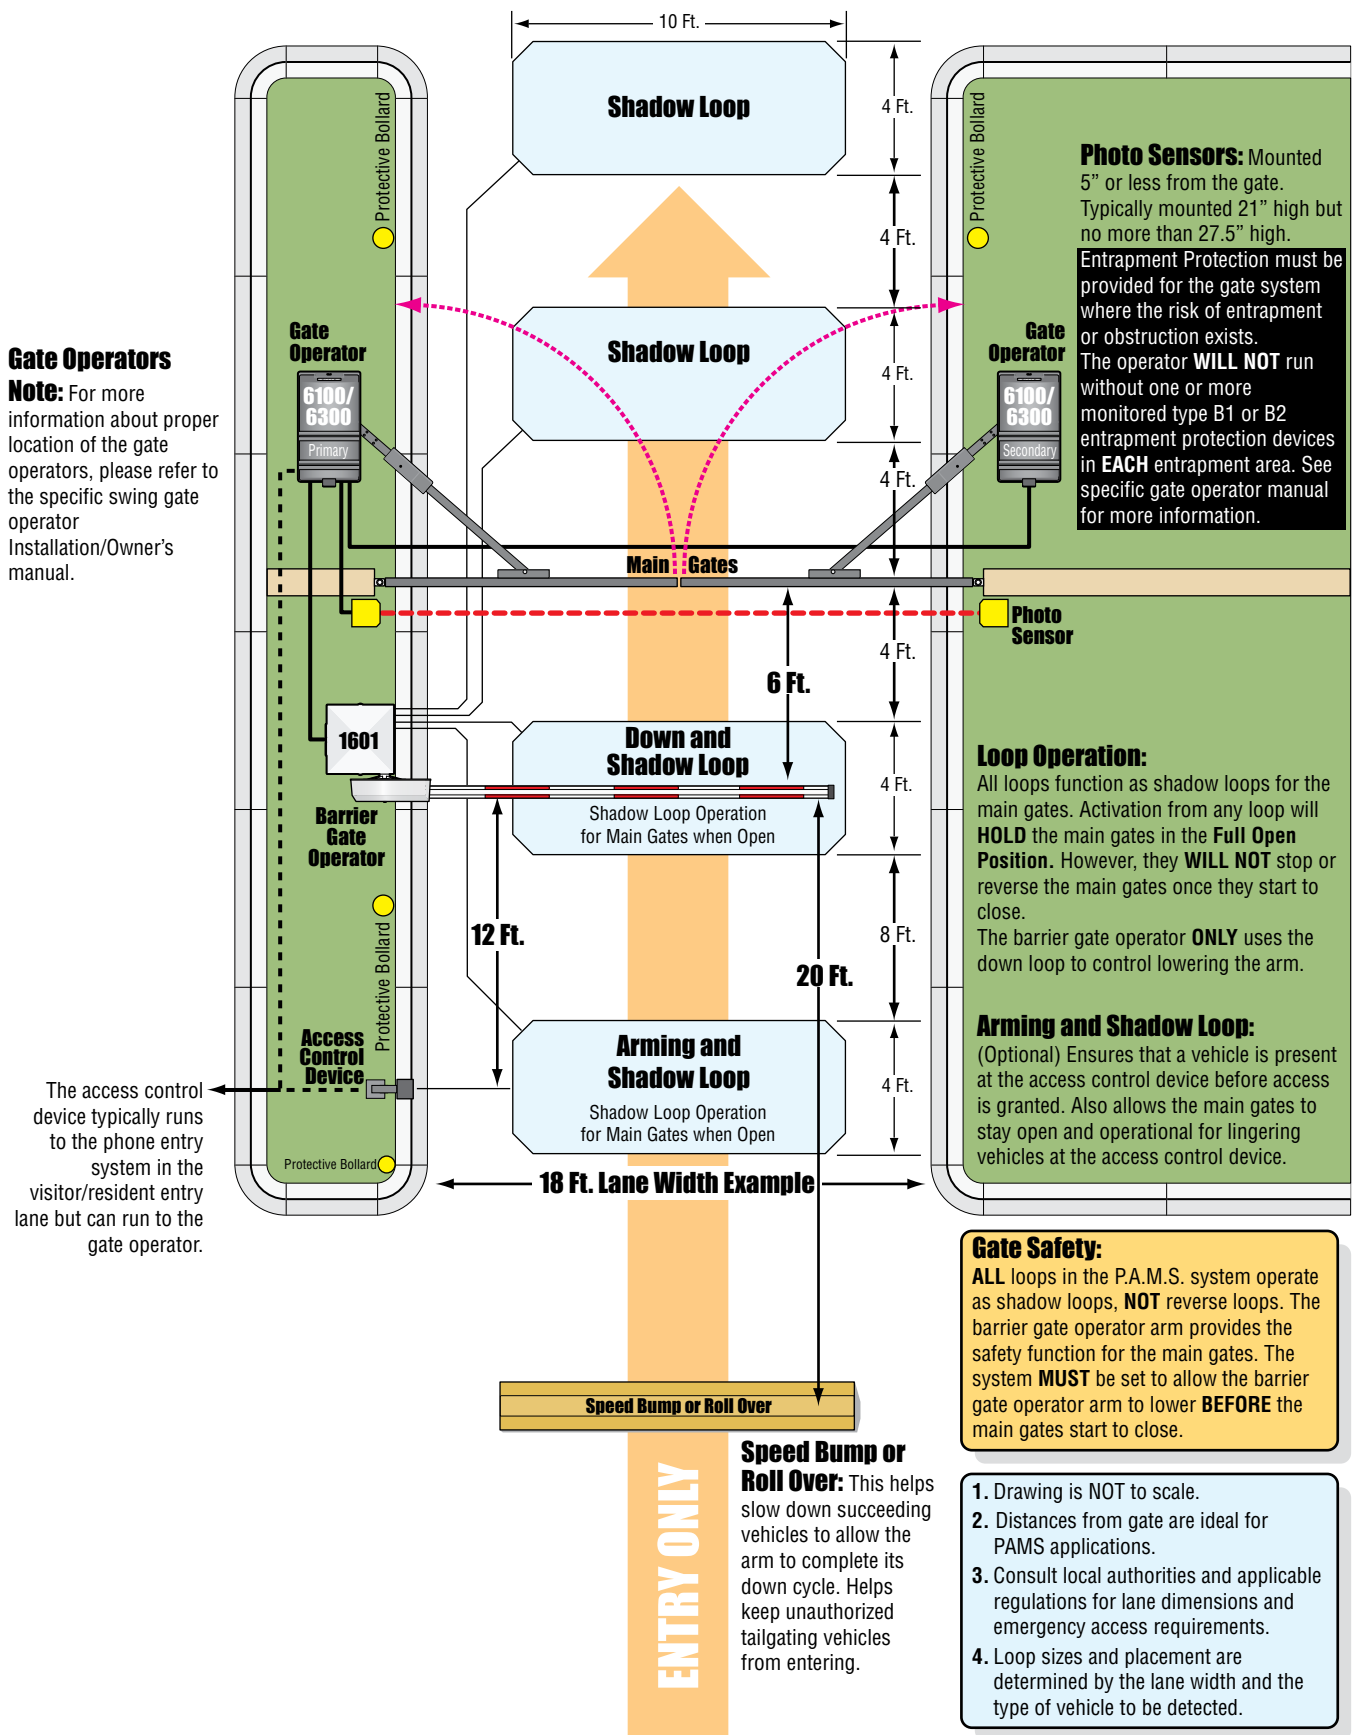 10 Ft.
Shadow Loop
4 Ft.
Protective Bollard
Protective Bollard
Photo Sensors: Mounted
5” or less from the gate.
Typically mounted 21” high but
no more than 27.5” high.
Entrapment Protection must be
provided for the gate system
where the risk of entrapment
or obstruction exists.
The operator WILL NOT run
without one or more
monitored type B1 or B2
entrapment protection devices
in EACH entrapment area. See
specific gate operator manual
for more information.
4 Ft.
Gate
Operator
6100/
6300
Primary
Shadow Loop
4 Ft.
Gate
Operator
6100/
6300
Secondary
Gate Operators
Note: For more
information about proper
location of the gate
operators, please refer to
the specific swing gate
operator
Installation/Owner’s
manual.
4 Ft.
Main Gates
Photo
Sensor
4 Ft.
6 Ft.
1601
Barrier
Gate
Operator
Down and
Shadow Loop
Shadow Loop Operation
for Main Gates when Open
4 Ft.
Loop Operation:
All loops function as shadow loops for the
main gates. Activation from any loop will
HOLD the main gates in the Full Open
Position. However, they WILL NOT stop or
reverse the main gates once they start to
close.
The barrier gate operator ONLY uses the
down loop to control lowering the arm.
Protective Bollard
12 Ft.
8 Ft.
20 Ft.
Access
Control
Device
Arming and
Shadow Loop
Shadow Loop Operation
for Main Gates when Open
4 Ft.
Arming and Shadow Loop:
(Optional) Ensures that a vehicle is present
at the access control device before access
is granted. Also allows the main gates to
stay open and operational for lingering
vehicles at the access control device.
The access control
device typically runs
to the phone entry
system in the
visitor/resident entry
lane but can run to the
gate operator.
Protective Bollard
18 Ft. Lane Width Example
Gate Safety:
ALL loops in the P.A.M.S. system operate
as shadow loops, NOT reverse loops. The
barrier gate operator arm provides the
safety function for the main gates. The
system MUST be set to allow the barrier
gate operator arm to lower BEFORE the
main gates start to close.
Speed Bump or Roll Over
Speed Bump or
Roll Over: This helps
slow down succeeding
vehicles to allow the
arm to complete its
down cycle. Helps
keep unauthorized
tailgating vehicles
from entering.
ENTRY ONLY
1. Drawing is NOT to scale.
2. Distances from gate are ideal for
PAMS applications.
3. Consult local authorities and applicable
regulations for lane dimensions and
emergency access requirements.
4. Loop sizes and placement are
determined by the lane width and the
type of vehicle to be detected.